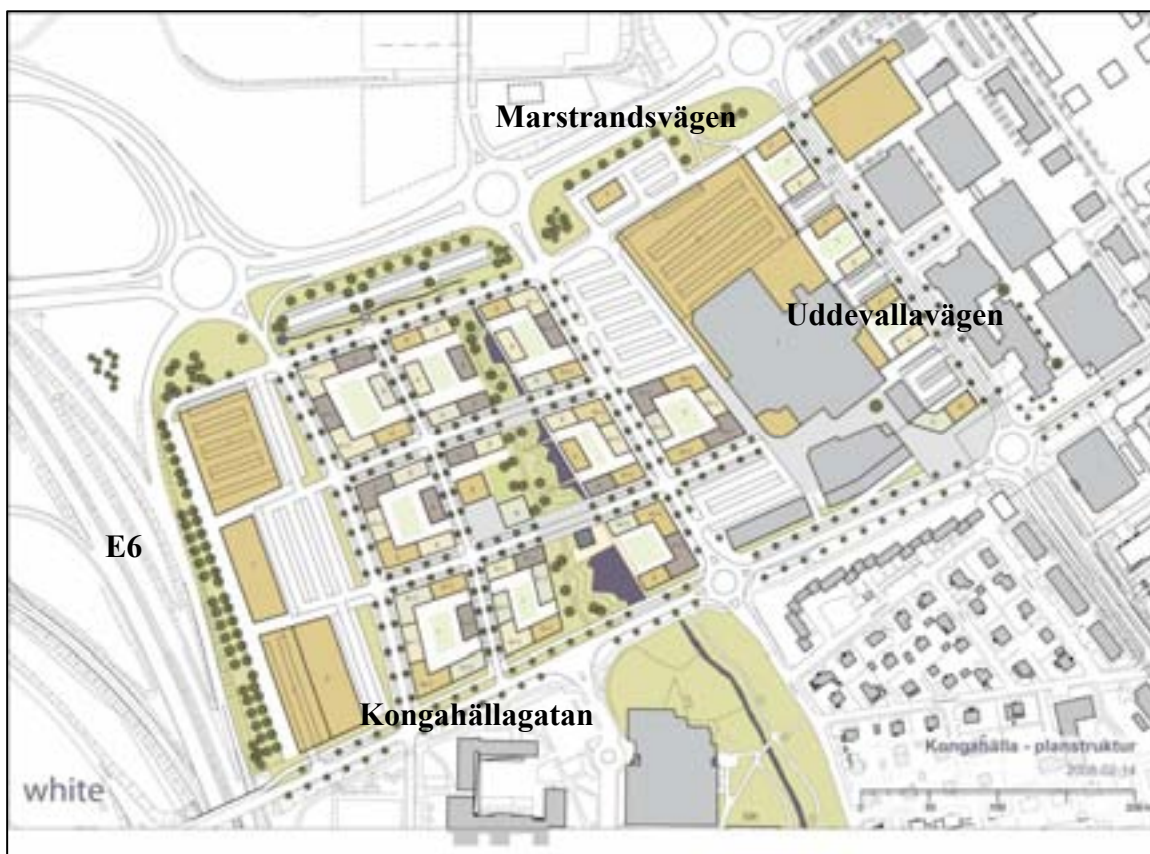 Marstrandsvägen
Uddevallavägen
E6
Kongahällagatan
Kongahälla - planstruktur
2008-02-14
white